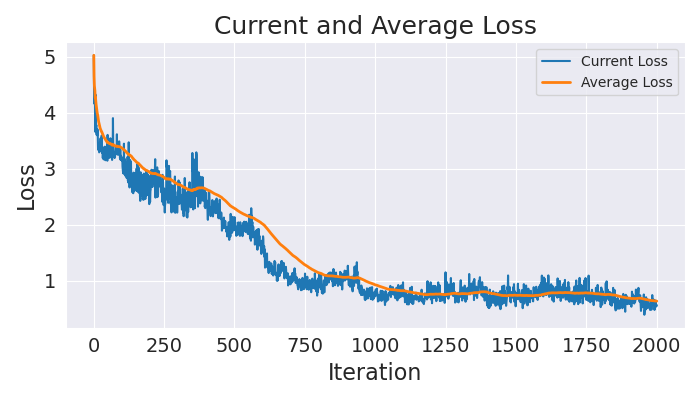 Current and Average Loss
5
4
3
2
1
Loss
Current Loss
Average Loss
0 250 500 750 1000 1250 1500 1750 2000
Iteration